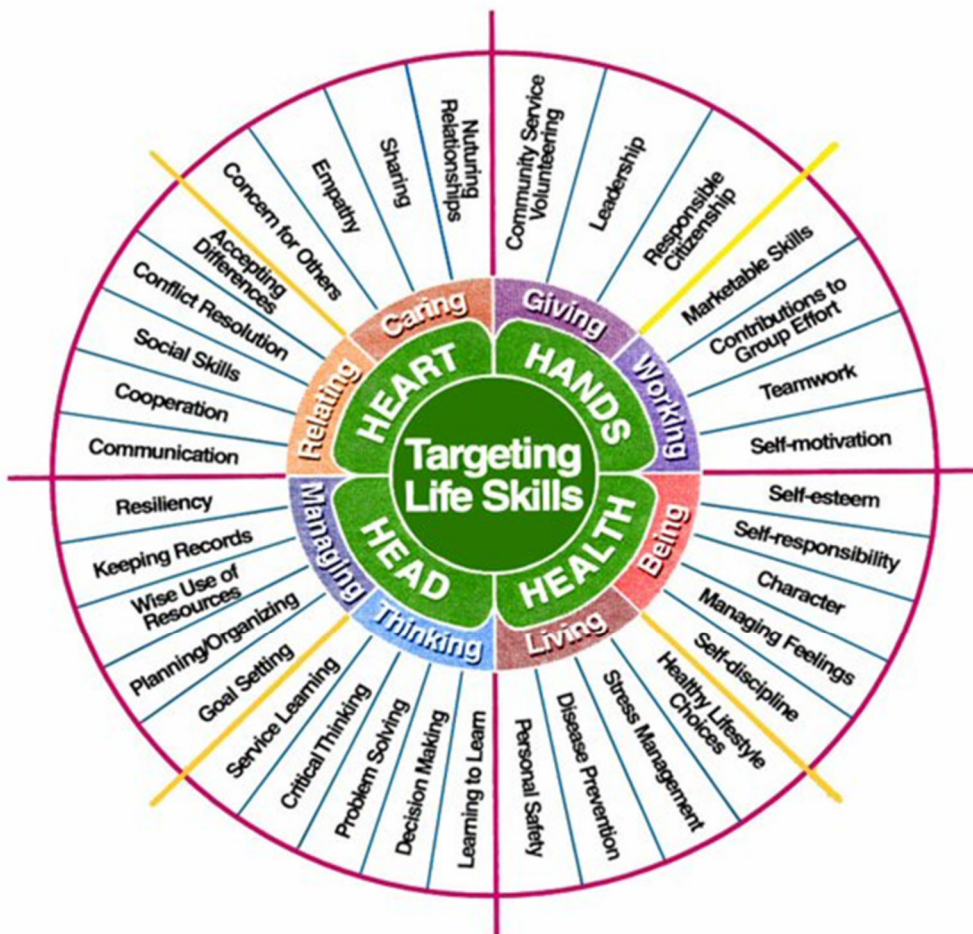 Targeting
Life Skills
HEART
HANDS
HEALTH
HEAD
Caring
Giving
Working
Being
Living
Thinking
Managing
Relating
Concern for Others
Empathy
Sharing
Nuturing
Relationships
Community Service
Volunteering
Leadership
Responsible
Citizenship
Marketable Skills
Contributions to
Group Effort
Teamwork
Self-motivation
Self-esteem
Self-responsibility
Character
Managing Feelings
Self-discipline
Healthy Lifestyle
Choices
Stress Management
Disease Prevention
Personal Safety
Learning to Learn
Decision Making
Problem Solving
Critical Thinking
Service Learning
Goal Setting
Planning/Organizing
Wise Use of
Resources
Keeping Records
Resiliency
Communication
Cooperation
Social Skills
Conflict Resolution
Accepting
Differences